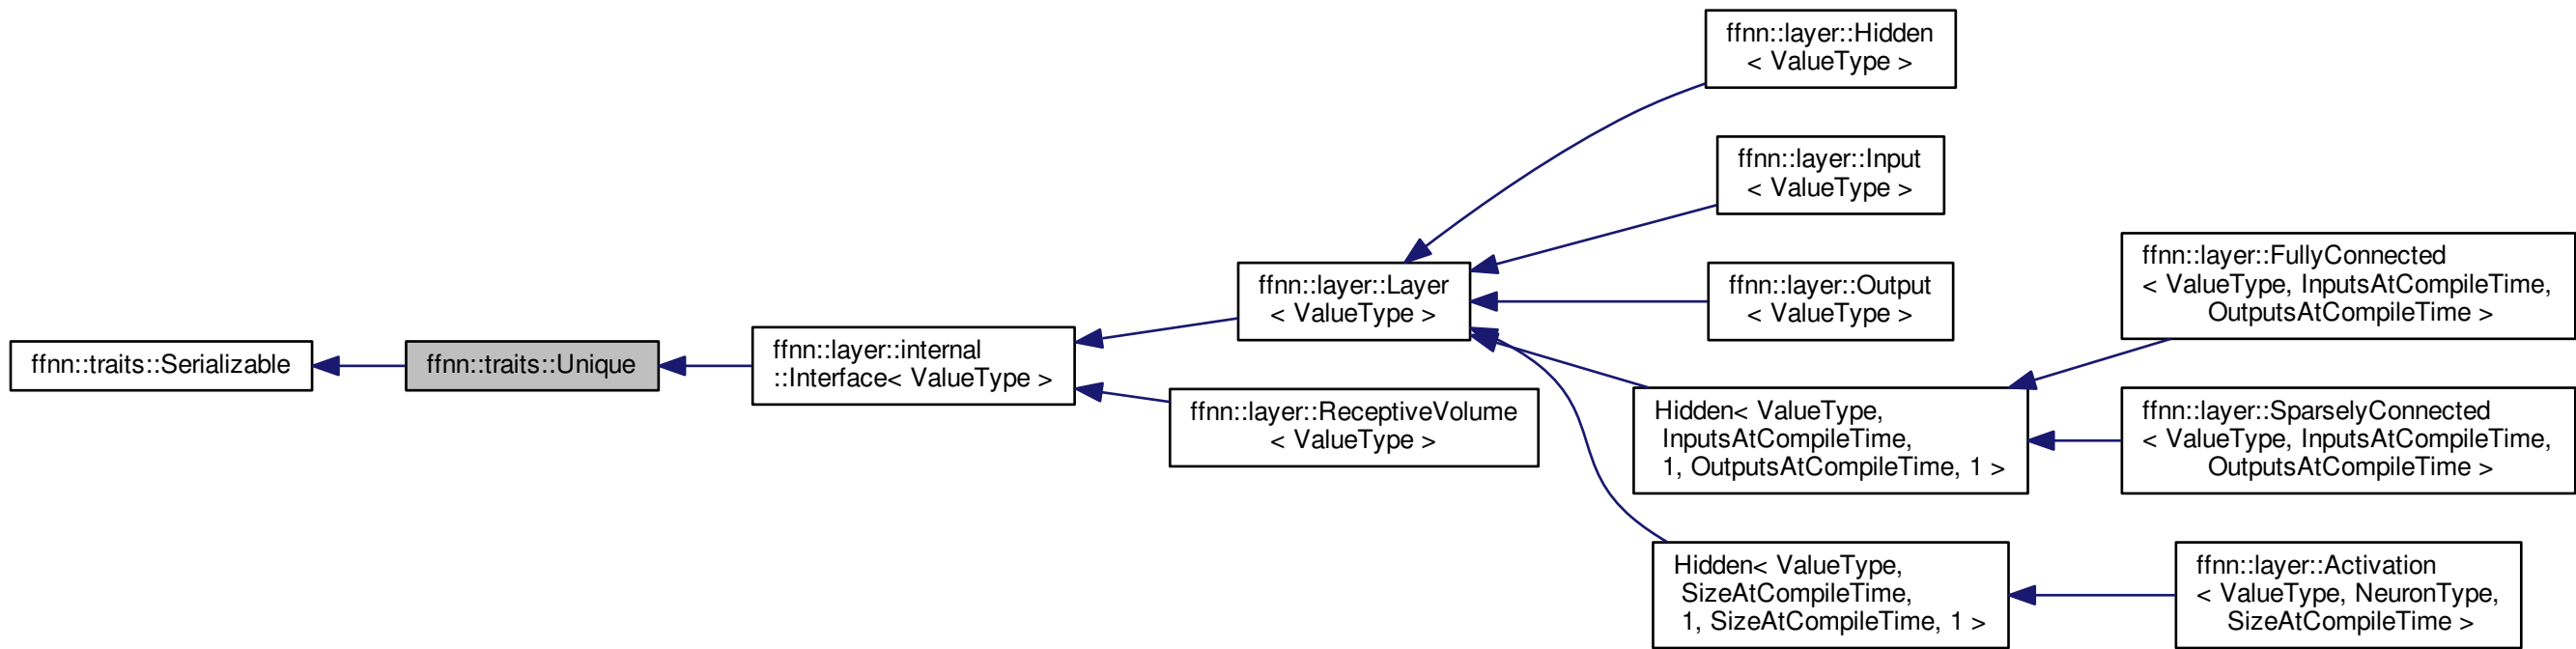 ffnn::layer::Hidden
< ValueType >
ffnn::layer::Input
< ValueType >
ffnn::layer::FullyConnected
< ValueType, InputsAtCompileTime,
OutputsAtCompileTime >
ffnn::layer::Layer
< ValueType >
ffnn::layer::Output
< ValueType >
ffnn::traits::Serializable
ffnn::traits::Unique
ffnn::layer::internal
::Interface< ValueType >
ffnn::layer::ReceptiveVolume
< ValueType >
Hidden< ValueType,
InputsAtCompileTime,
1, OutputsAtCompileTime, 1 >
ffnn::layer::SparselyConnected
< ValueType, InputsAtCompileTime,
OutputsAtCompileTime >
Hidden< ValueType,
SizeAtCompileTime,
1, SizeAtCompileTime, 1 >
ffnn::layer::Activation
< ValueType, NeuronType,
SizeAtCompileTime >